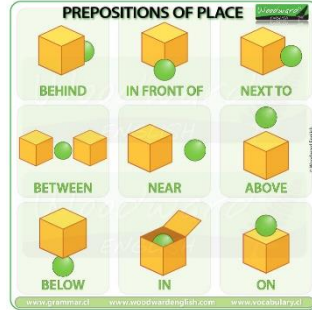 PREPOSITIONS OF PLACE
Woodward
BEHIND
IN FRONT OF
NEXT TO
BETWEEN
NEAR
ABOVE
BELOW
IN
ON
www.grammar.cl www.woodwardenglish.com www.vocabulary.cl